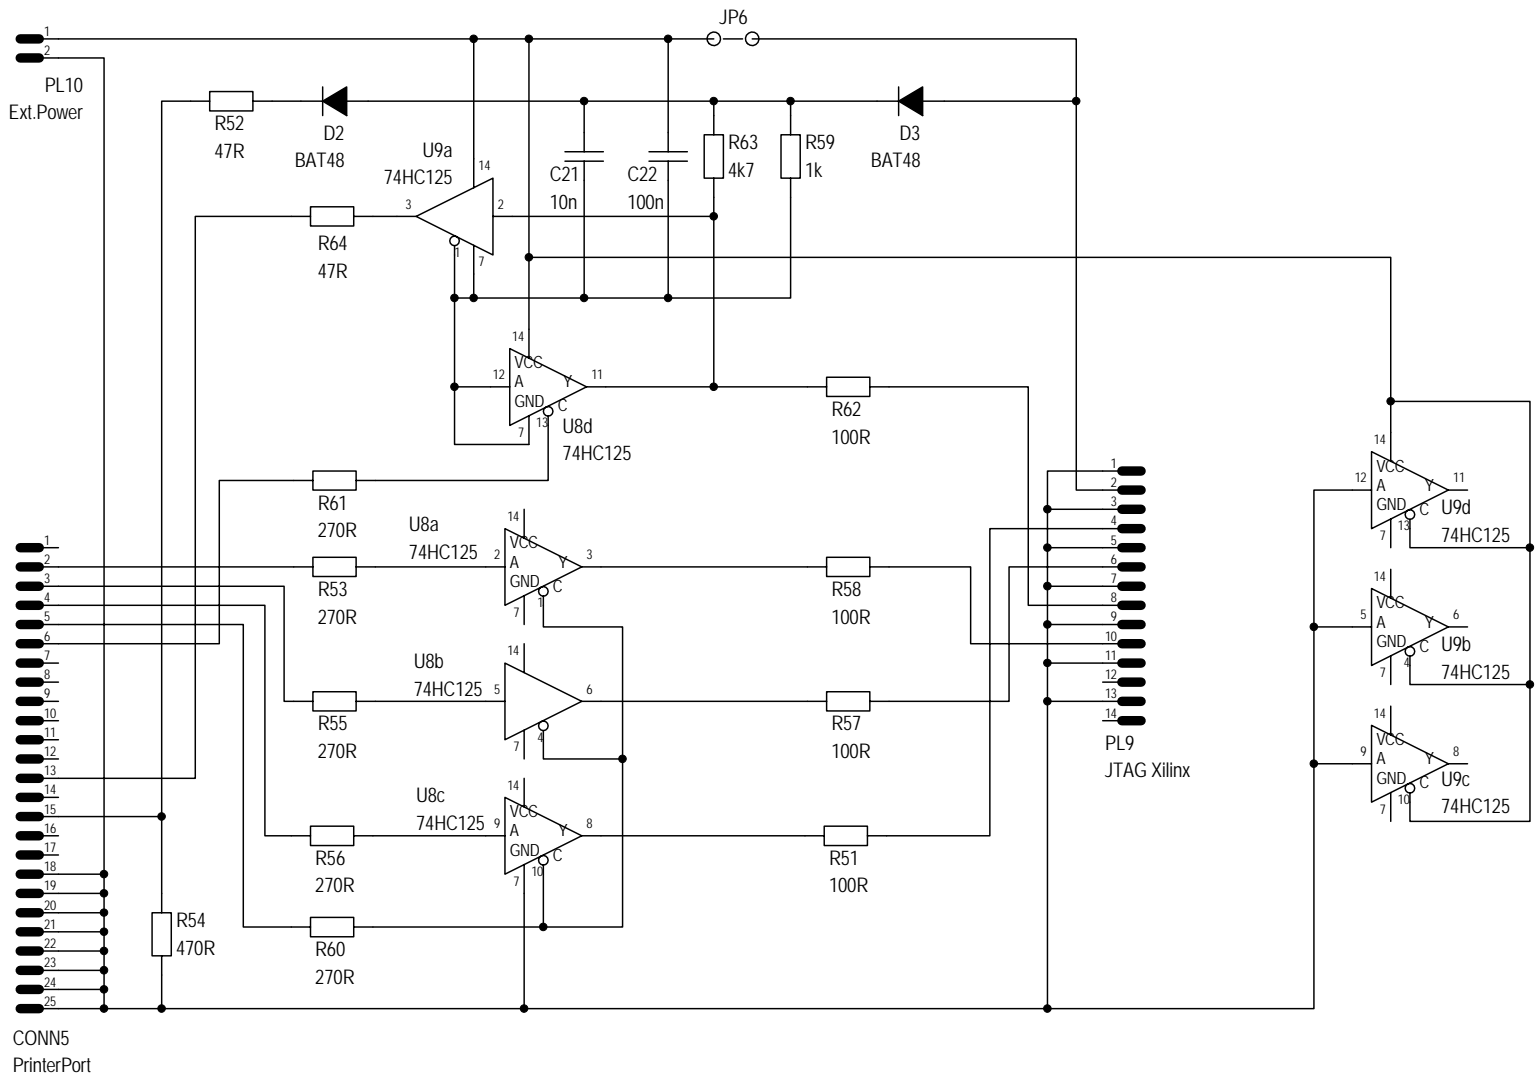 JP6
1
2
PL10
Ext.Power
R52
47R
D2
BAT48
D3
BAT48
U9a
74HC125
14
3
2
1
7
C21
10n
C22
100n
R63
4k7
R59
1k
R64
47R
14
VCC
12
A
Y
11
GND
C
13
7
U8d
74HC125
R62
100R
R61
270R
U8a
74HC125
14
VCC
2
A
Y
3
GND
C
1
7
R53
270R
R58
100R
U8b
74HC125
14
5
6
4
7
R55
270R
R57
100R
U8c
74HC125
14
VCC
9
A
Y
8
GND
C
10
7
R56
270R
R51
100R
R60
270R
R54
470R
1
2
3
4
5
6
7
8
9
10
11
12
13
14
15
16
17
18
19
20
21
22
23
24
25
CONN5
PrinterPort
1
2
3
4
5
6
7
8
9
10
11
12
13
14
PL9
JTAG Xilinx
14
VCC
12
A
Y
11
GND
C
13
7
U9d
74HC125
14
VCC
5
A
Y
6
GND
C
4
7
U9b
74HC125
14
VCC
9
A
Y
8
GND
C
10
7
U9c
74HC125